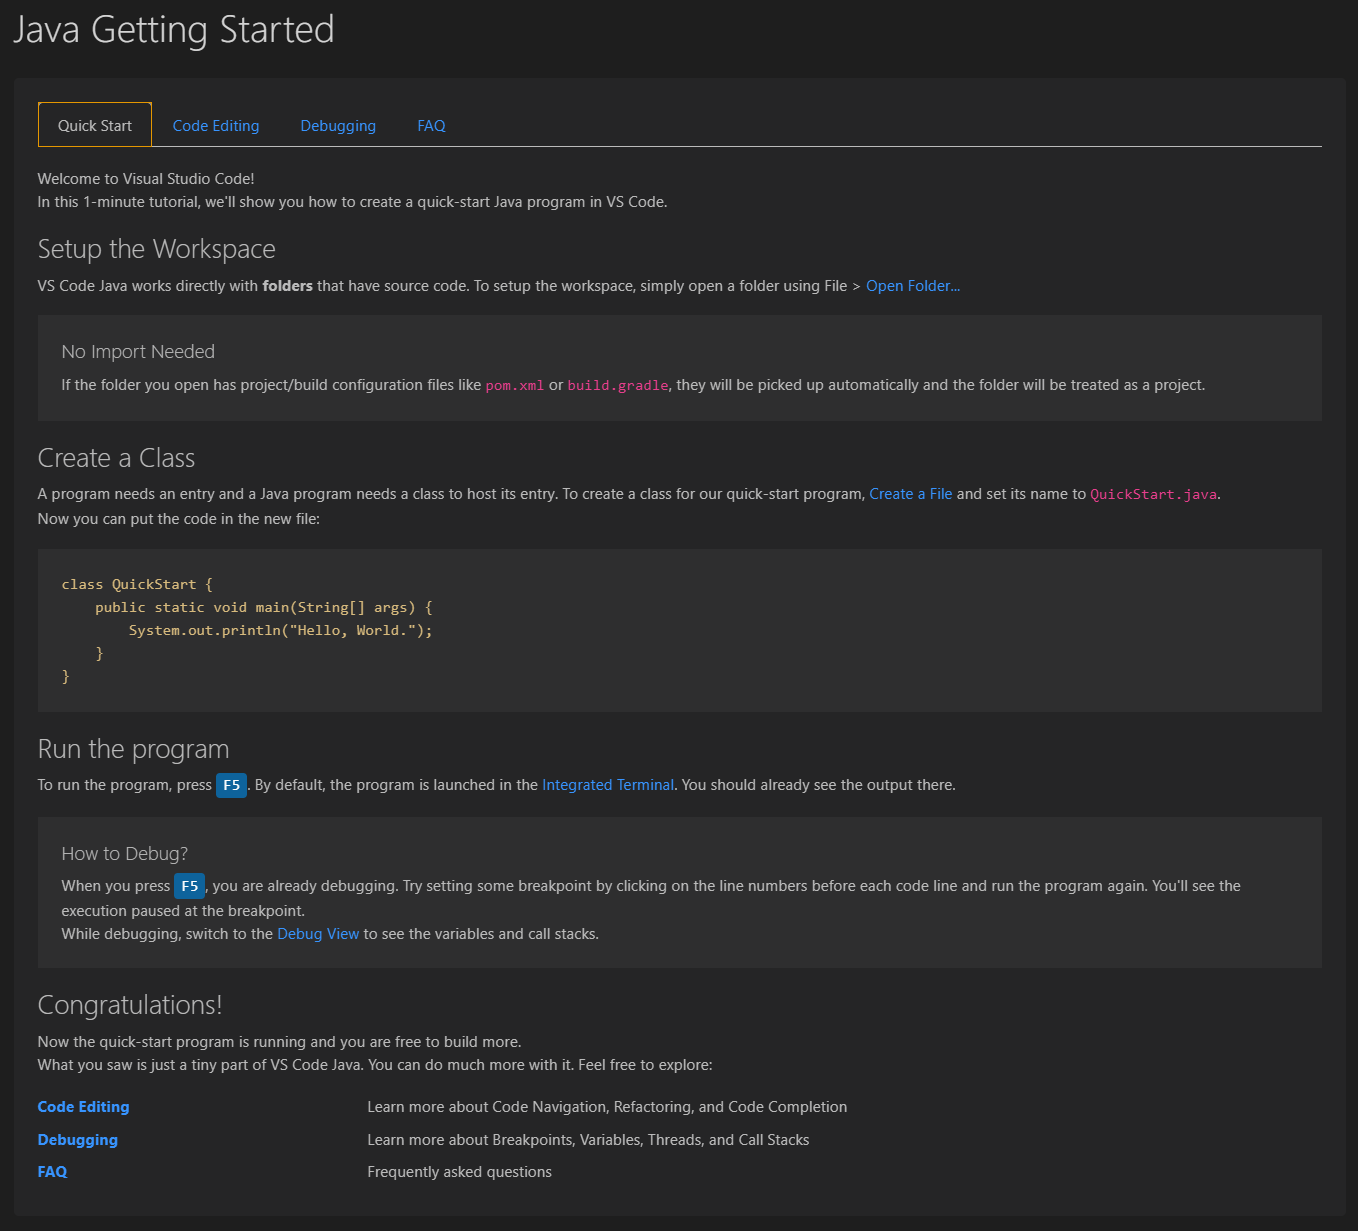 Java Getting Started
Quick Start Code Editing Debugging FAQ
Welcome to Visual Studio Code!
In this 1-minute tutorial, we'll show you how to create a quick-start Java program in VS Code.
Setup the Workspace
VS Code Java works directly with folders that have source code. To setup the workspace, simply open a folder using File > Open Folder...
No Import Needed
If the folder you open has project/build configuration files like pom.xml or build.gradle, they will be picked up automatically and the folder will be treated as a project.
Create a Class
A program needs an entry and a Java program needs a class to host its entry. To create a class for our quick-start program, Create a File and set its name to QuickStart.java.
Now you can put the code in the new file:
class QuickStart {
    public static void main(String[] args) {
        System.out.println("Hello, World.");
    }
}
Run the program
To run the program, press F5. By default, the program is launched in the Integrated Terminal. You should already see the output there.
How to Debug?
When you press F5, you are already debugging. Try setting some breakpoint by clicking on the line numbers before each code line and run the program again. You'll see the
execution paused at the breakpoint.
While debugging, switch to the Debug View to see the variables and call stacks.
Congratulations!
Now the quick-start program is running and you are free to build more.
What you saw is just a tiny part of VS Code Java. You can do much more with it. Feel free to explore:
Code Editing Learn more about Code Navigation, Refactoring, and Code Completion
Debugging Learn more about Breakpoints, Variables, Threads, and Call Stacks
FAQ Frequently asked questions